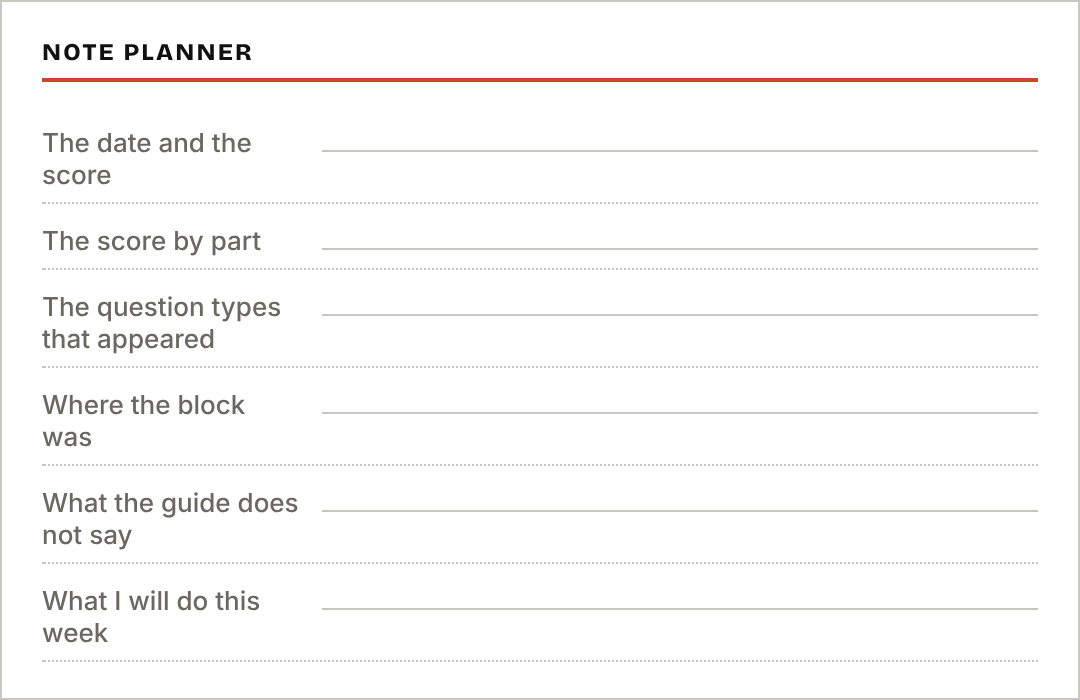 NOTE PLANNER
The date and the
score
The score by part
The question types
that appeared
Where the block
was
What the guide does
not say
What I will do this
week